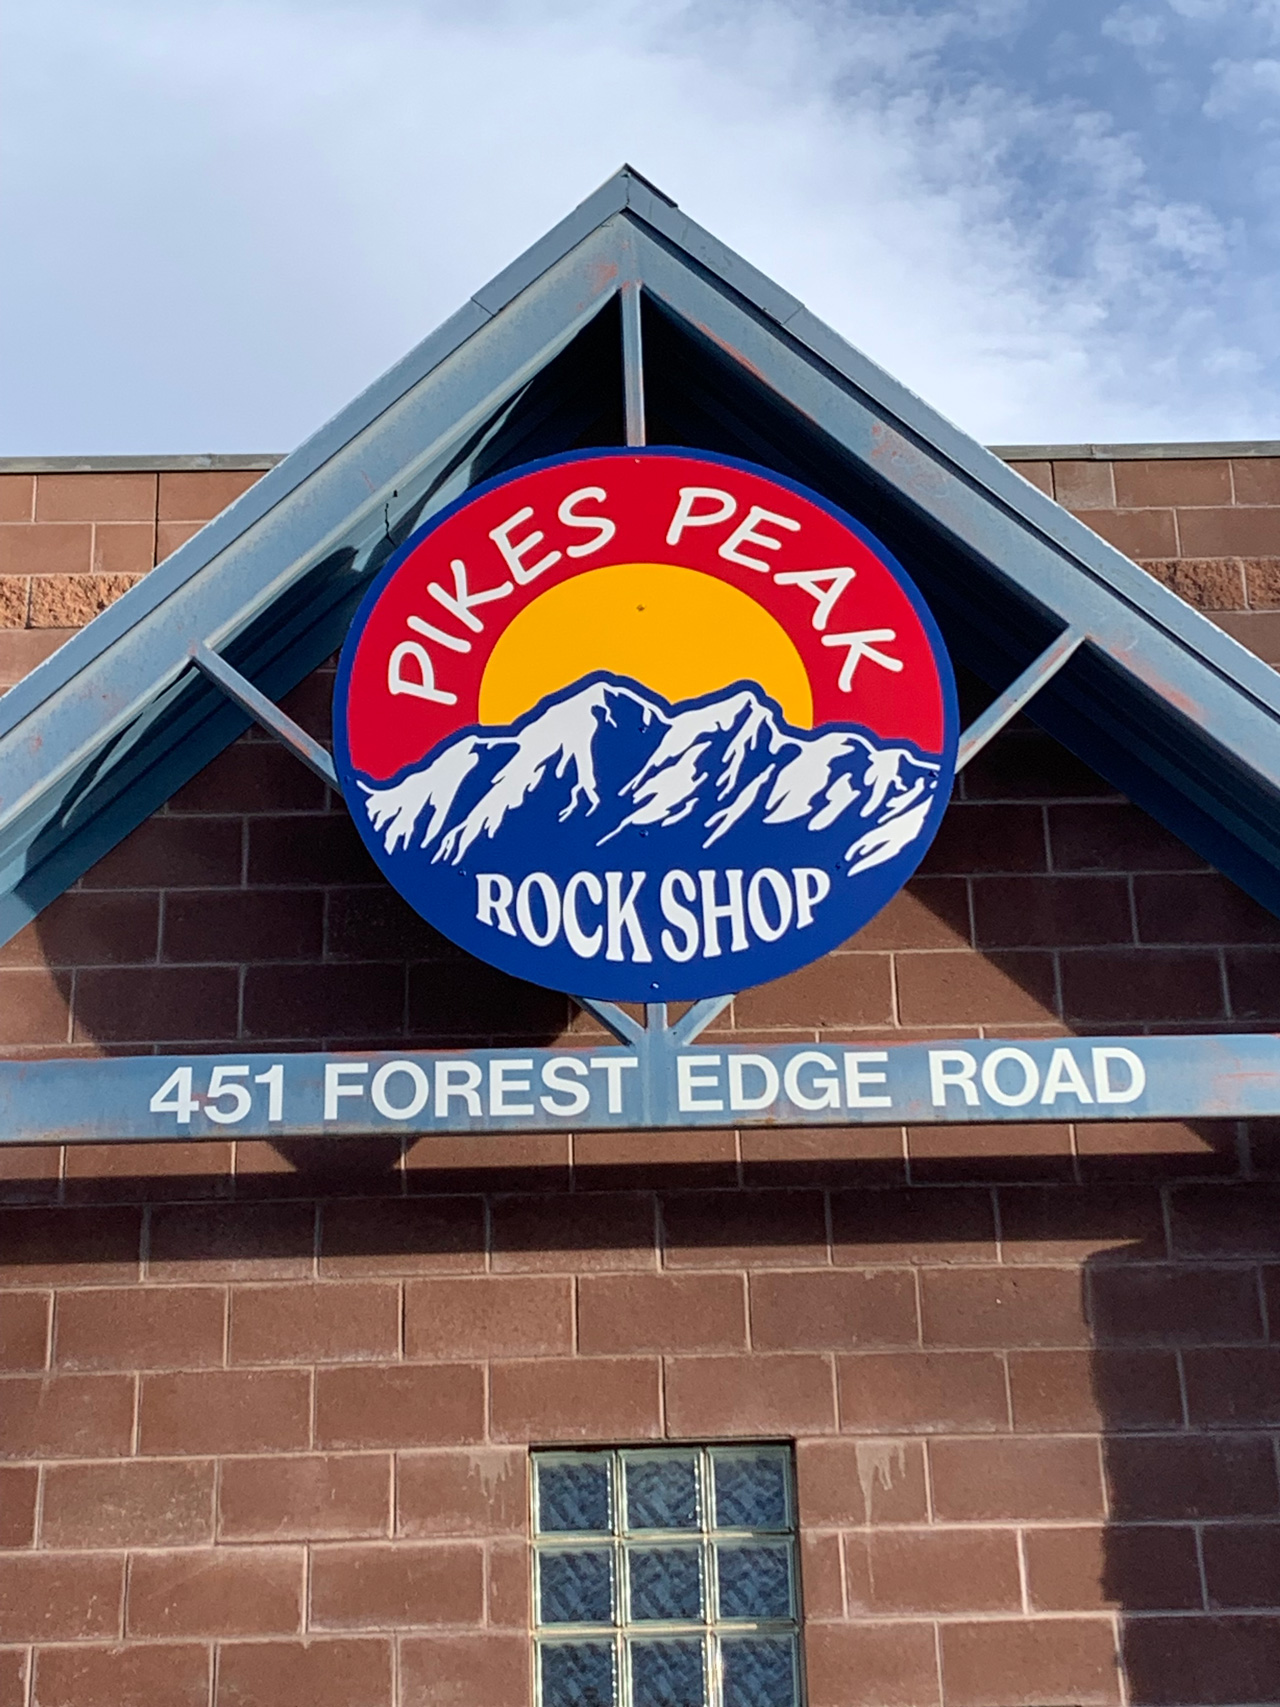 PIKES PEAK
ROCK SHOP
451 FOREST EDGE ROAD